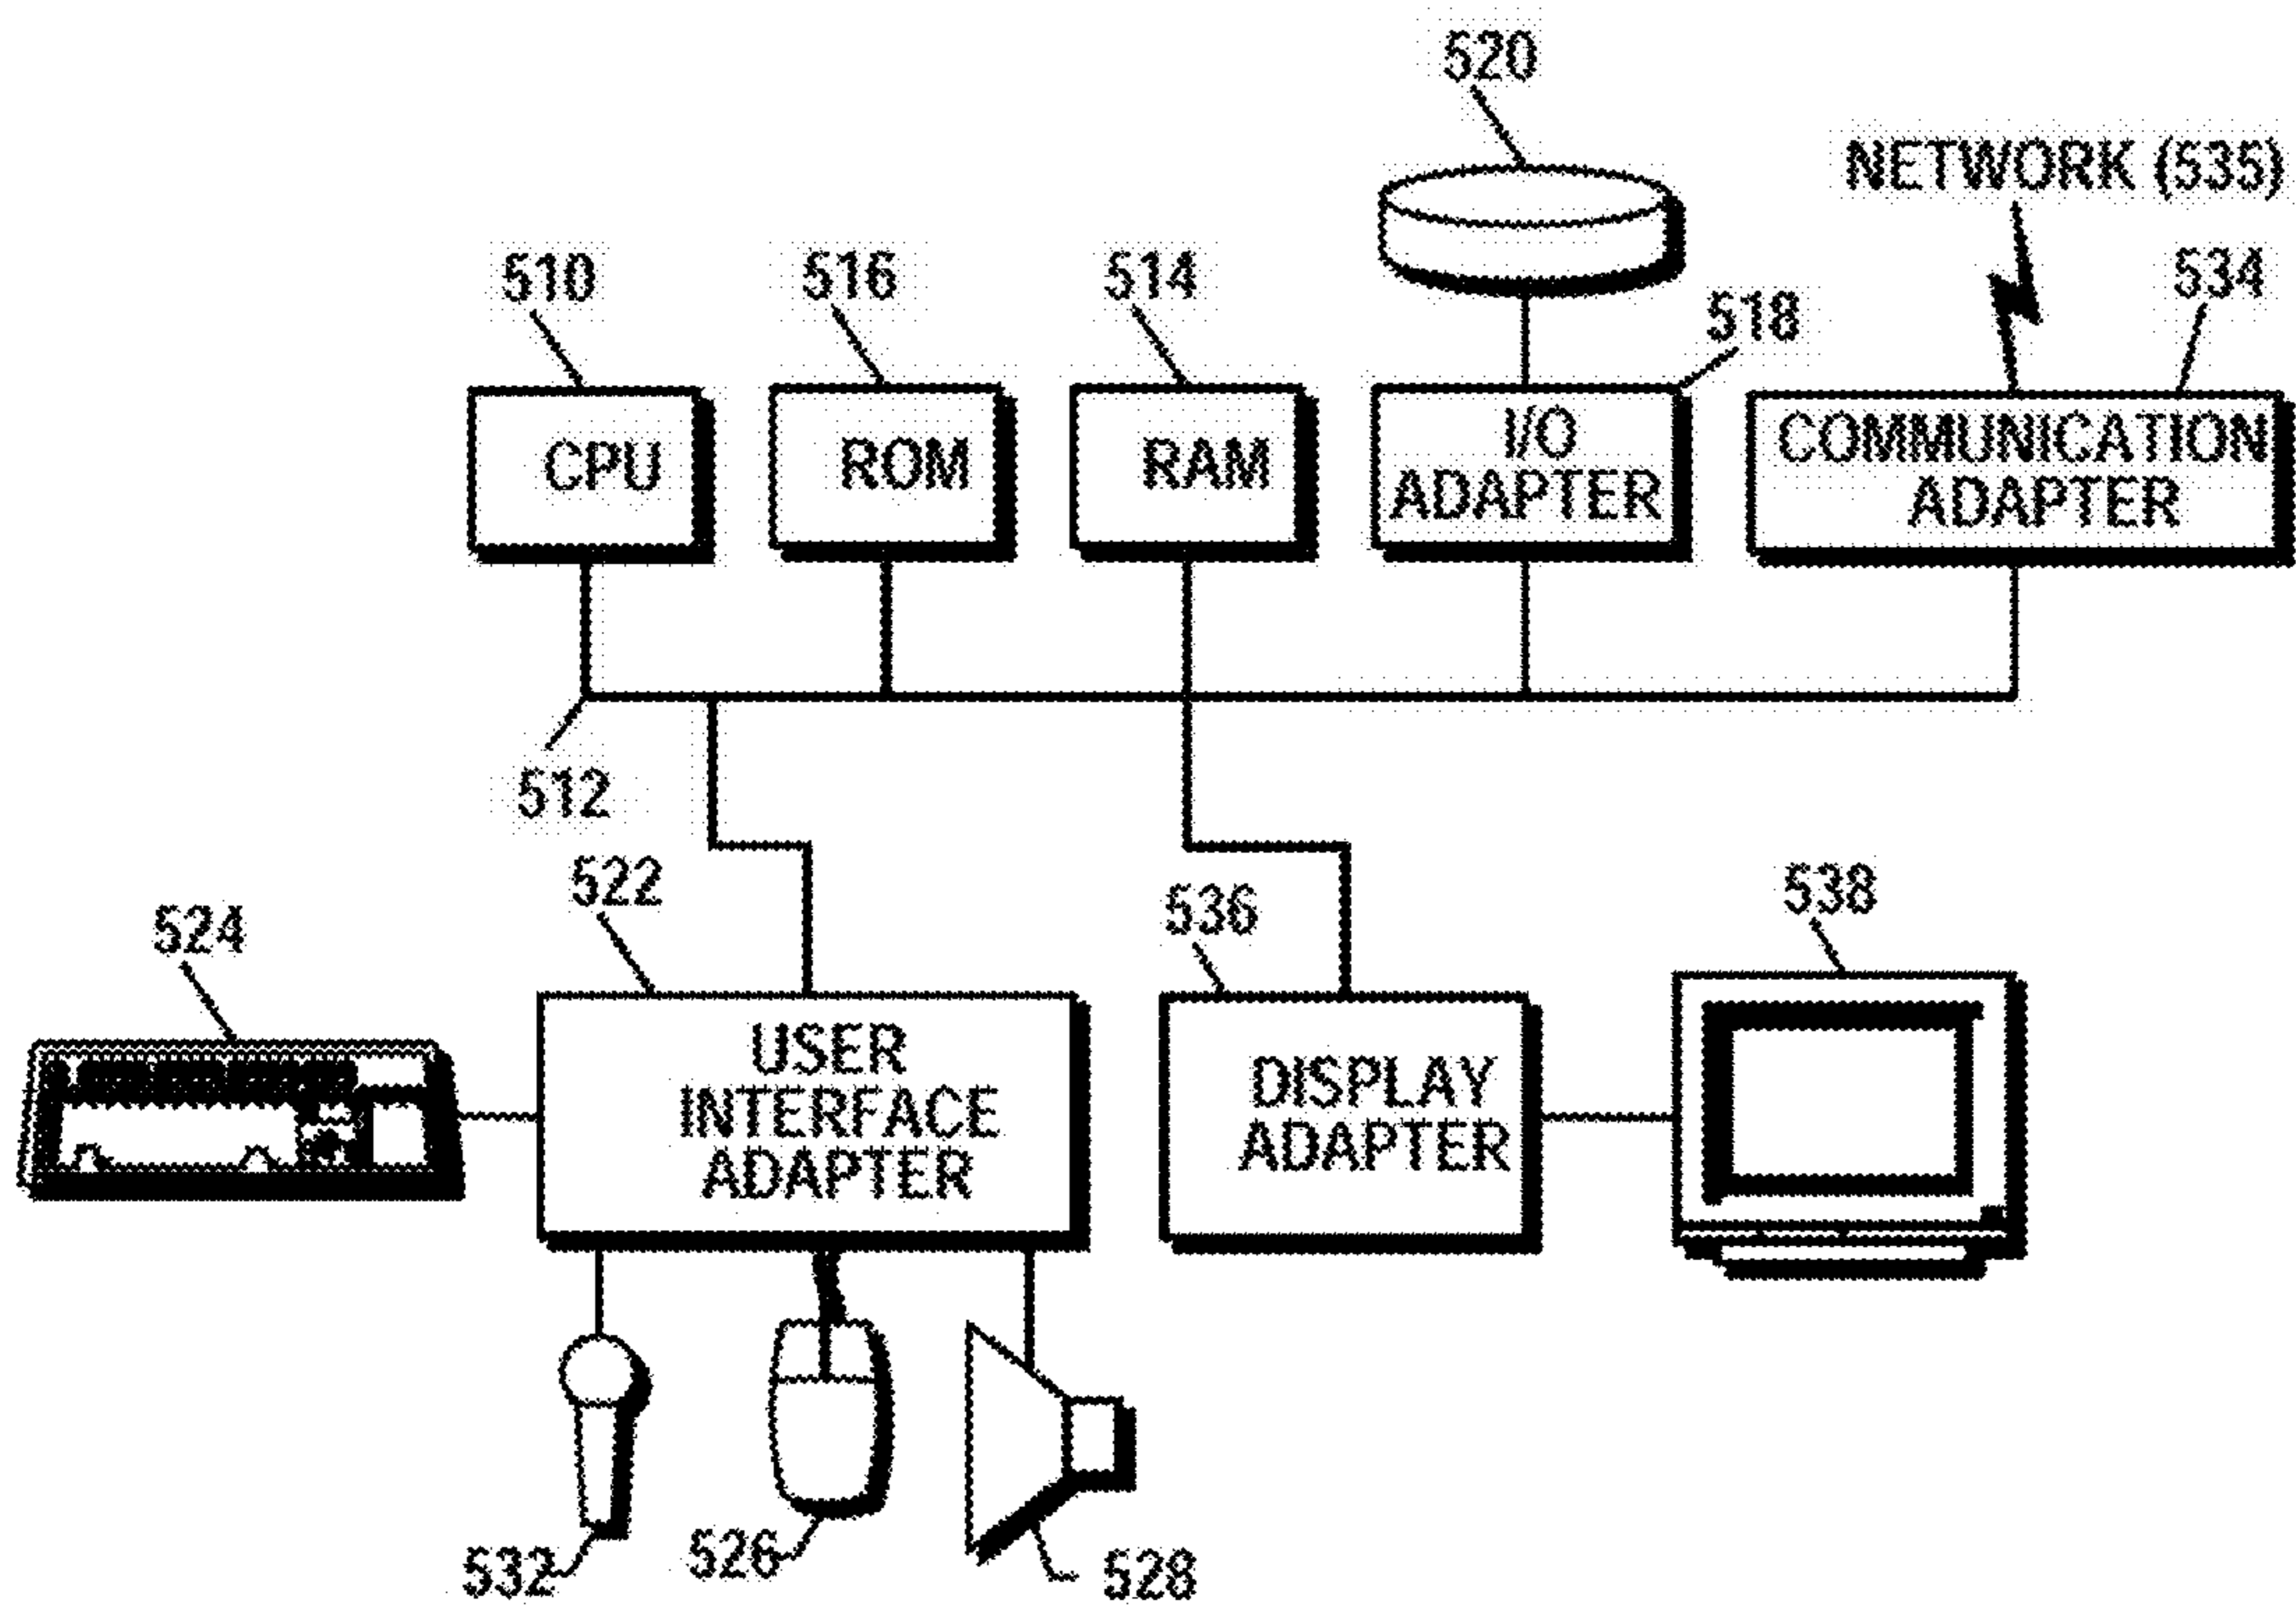 520
NETWORK (535)
510
516
514
518
534
CPU
ROM
RAM
I/O
ADAPTER
COMMUNICATION
ADAPTER
512
522
524
536
538
USER
INTERFACE
ADAPTER
DISPLAY
ADAPTER
532
526
528